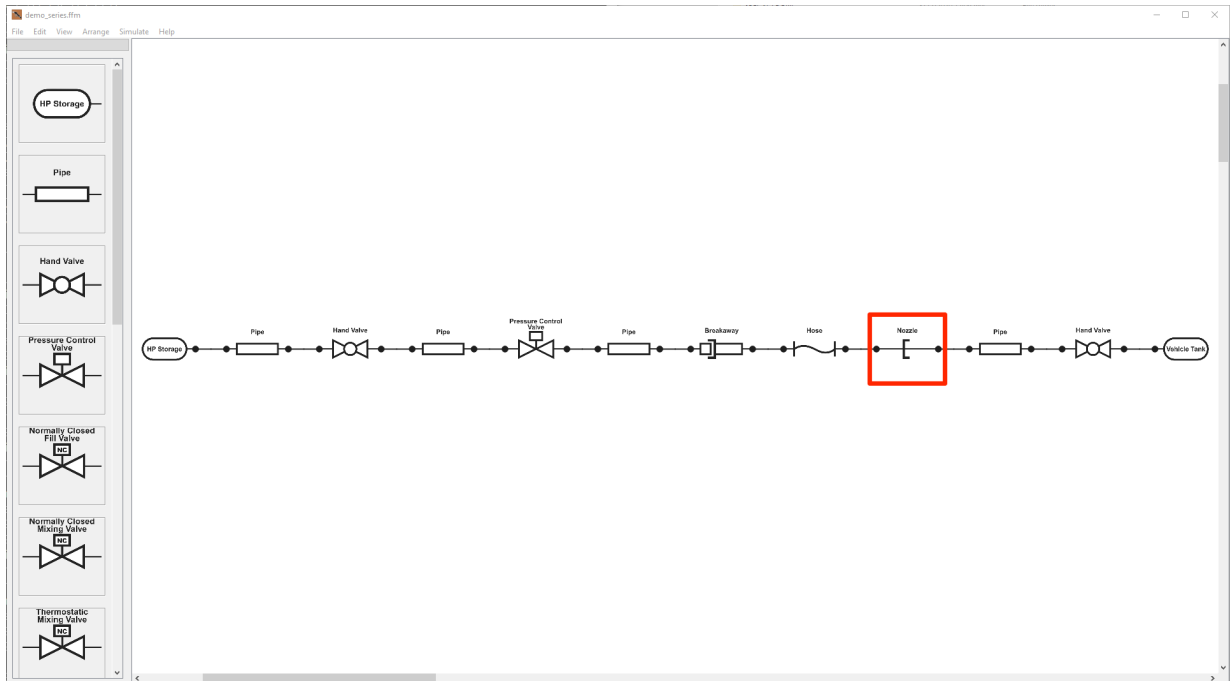 demo_series.ffm
File Edit View Arrange Simulate Help
HP Storage
Pipe
Hand Valve
Pressure Control
Valve
Normally Closed
Fill Valve
NC
Normally Closed
Mixing Valve
NC
Thermostatic
Mixing Valve
NC
HP Storage
Pipe
Hand Valve
Pipe
Pressure Control
Valve
Pipe
Breakaway
Hose
Nozzle
Pipe
Hand Valve
Vehicle Tank